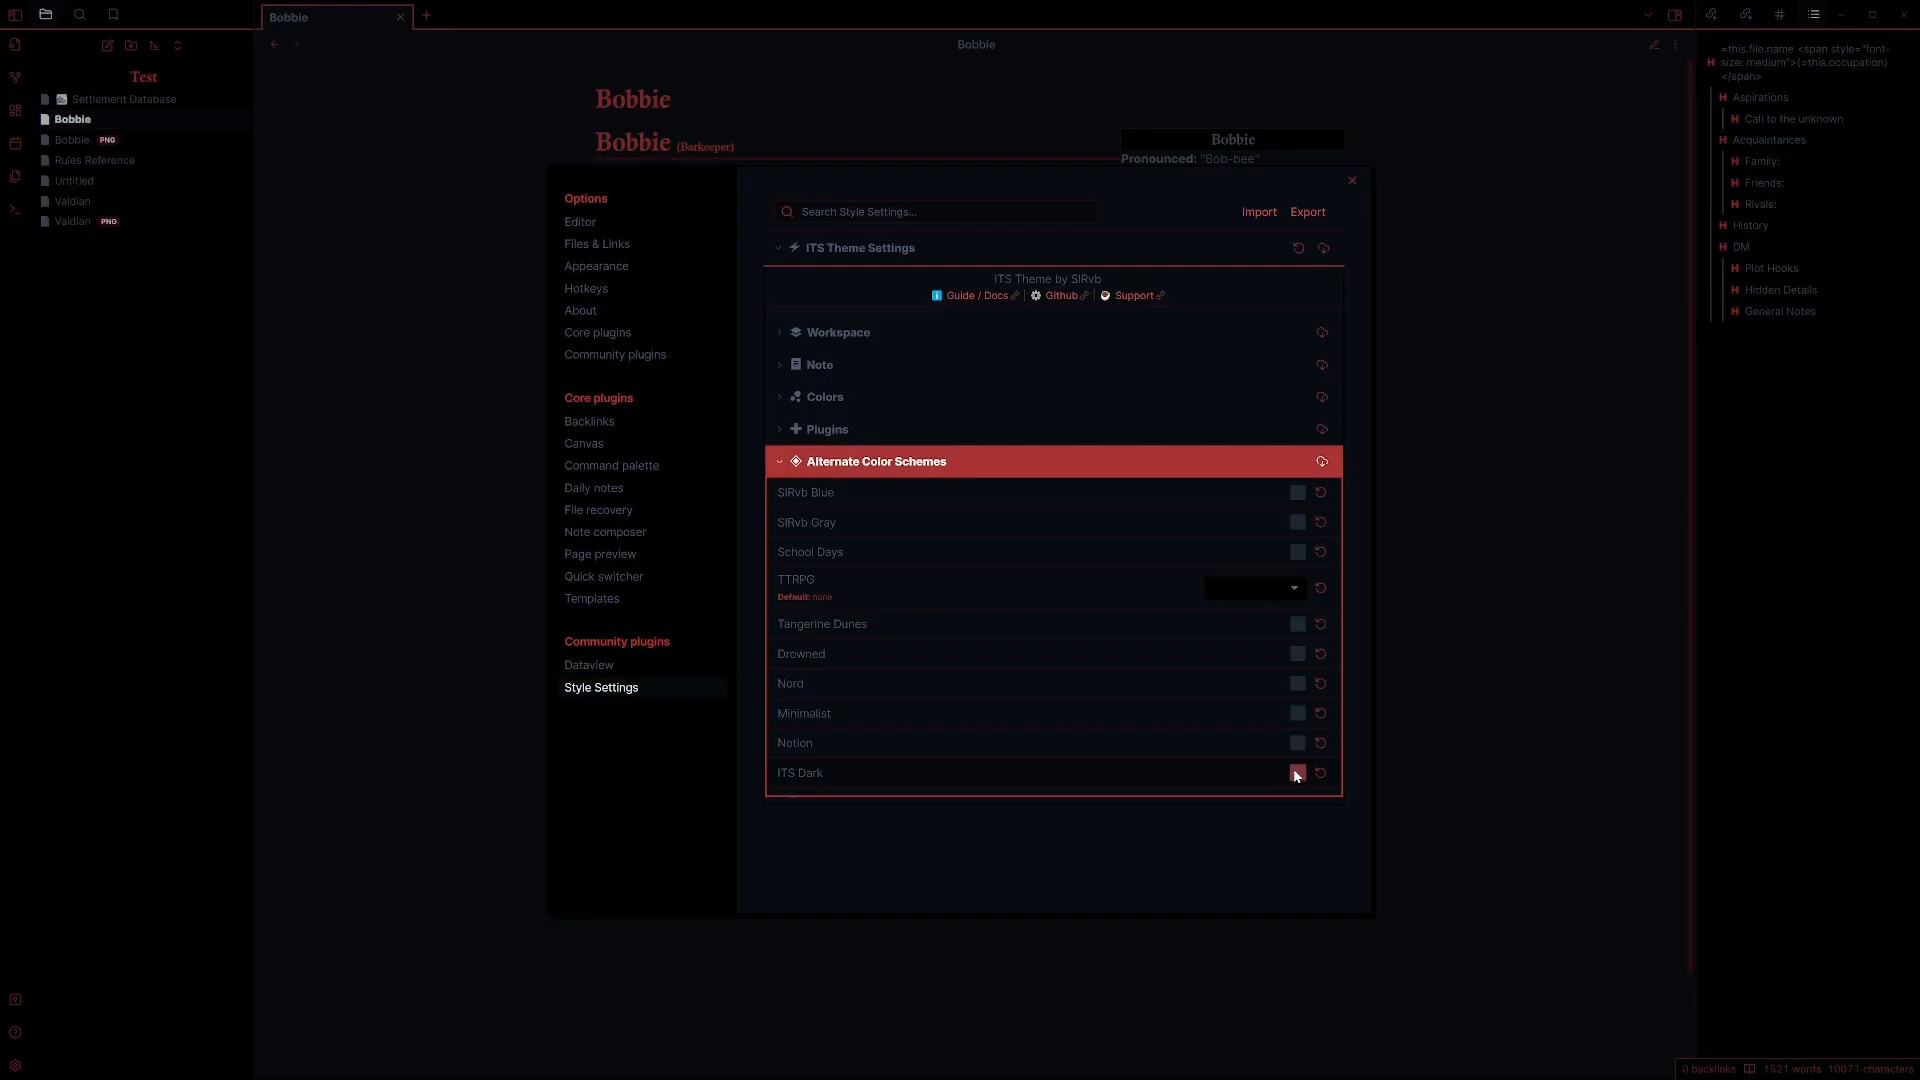 Bobbie
Bobbie
Test
Settlement Database
Bobbie
Bobbie PNG
Rules Reference
Untitled
Valdian
Valdian PNG
Bobbie
Bobbie (Barkeeper)
Bobbie
Pronounced: "Bob-bee"
Options
Editor
Files & Links
Appearance
Hotkeys
About
Core plugins
Community plugins
Core plugins
Backlinks
Canvas
Command palette
Daily notes
File recovery
Note composer
Page preview
Quick switcher
Templates
Community plugins
Dataview
Style Settings
Search Style Settings...
Import Export
ITS Theme Settings
ITS Theme by SIRvb
Guide / Docs | Github | Support
Workspace
Note
Colors
Plugins
Alternate Color Schemes
SIRvb Blue
SIRvb Gray
School Days
TTRPG
Default: none
Tangerine Dunes
Drowned
Nord
Minimalist
Notion
ITS Dark
=this.file.name <span style="font-
size: medium">(=this.occupation)
</span>
Aspirations
Call to the unknown
Acquaintances
Family:
Friends:
Rivals:
History
DM
Plot Hooks
Hidden Details
General Notes
0 backlinks 1521 words 10071 characters